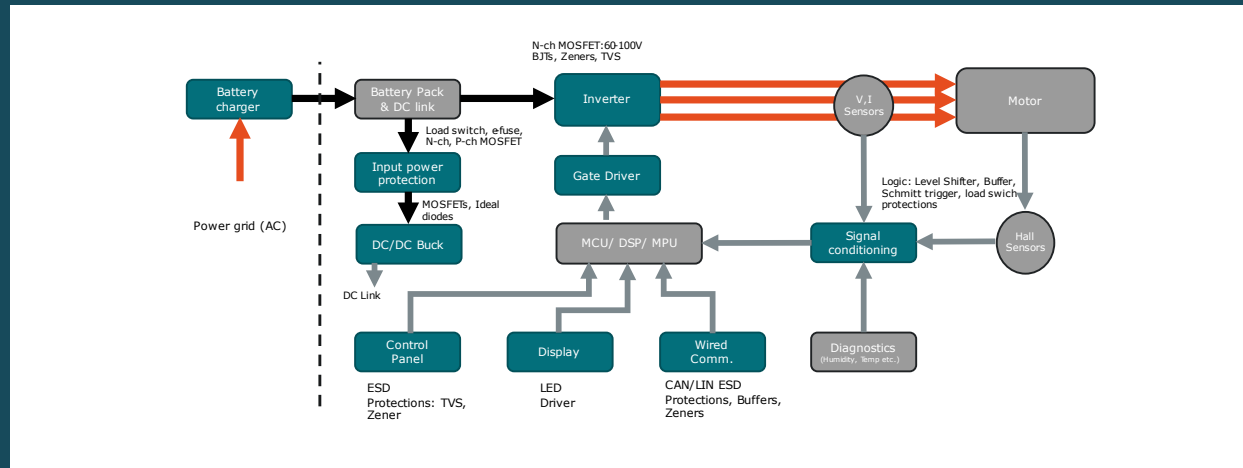 N-ch MOSFET:60-100V
BJTs, Zeners, TVS
Battery
charger
Battery Pack
& DC link
Inverter
V,I
Sensors
Motor
Load switch, efuse,
N-ch, P-ch MOSFET
Input power
protection
Gate Driver
Logic: Level Shifter, Buffer,
Schmitt trigger, load swich
protections
MOSFETs, Ideal
diodes
Power grid (AC)
DC/DC Buck
MCU/ DSP/ MPU
Signal
conditioning
Hall
Sensors
DC Link
Control
Panel
Display
Wired
Comm.
Diagnostics
(Humidity, Temp etc.)
ESD
Protections: TVS,
Zener
LED
Driver
CAN/LIN ESD
Protections, Buffers,
Zeners